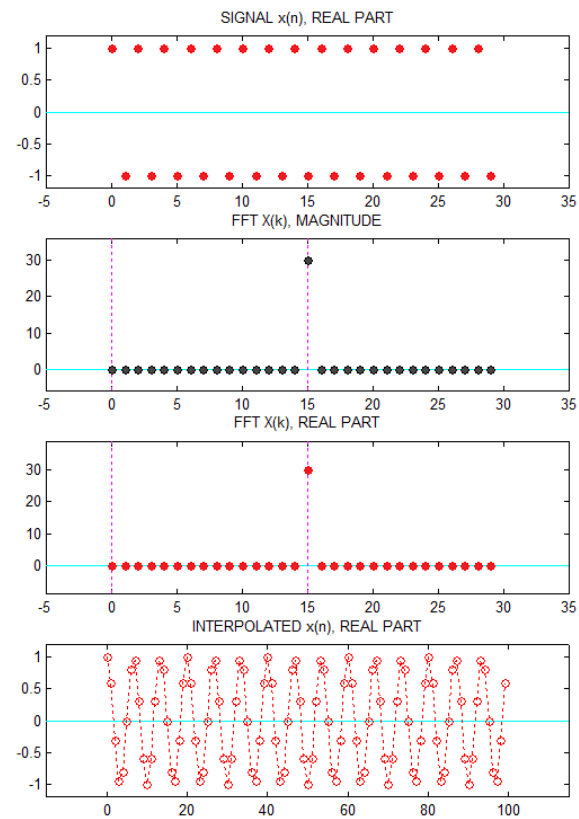 SIGNAL x(n), REAL PART
1
0.5
0
-0.5
-1
-5 0 5 10 15 20 25 30 35
FFT X(k), MAGNITUDE
30
20
10
0
-5 0 5 10 15 20 25 30 35
FFT X(k), REAL PART
30
20
10
0
-5 0 5 10 15 20 25 30 35
INTERPOLATED x(n), REAL PART
1
0.5
0
-0.5
-1
0 20 40 60 80 100